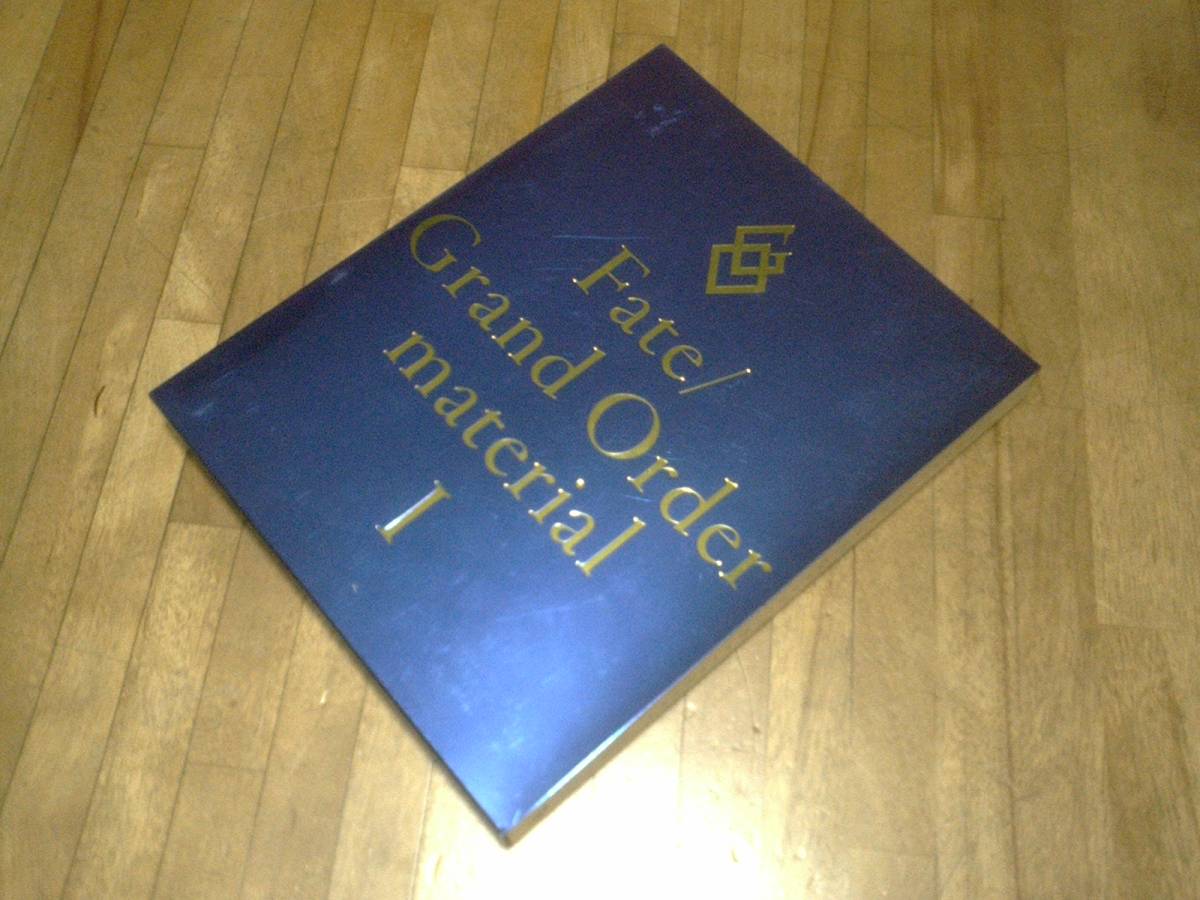 Fate/
Grand Order
material
I